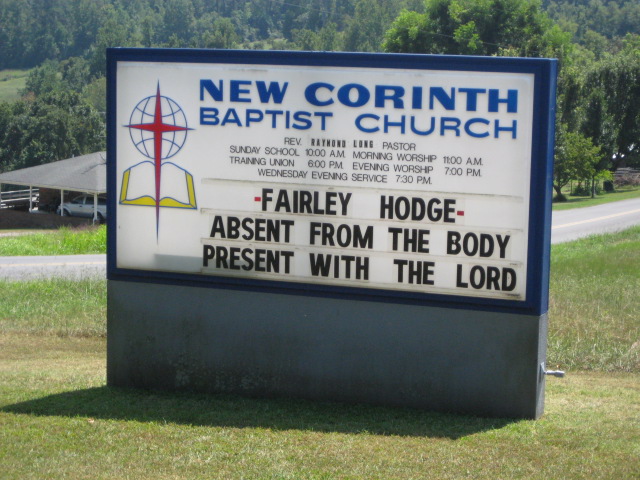 NEW CORINTH
BAPTIST CHURCH
REV. RAYMOND LONG PASTOR
SUNDAY SCHOOL 10:00 A.M. MORNING WORSHIP 11:00 A.M.
TRAINING UNION 6:00 P.M. EVENING WORSHIP 7:00 P.M.
WEDNESDAY EVENING SERVICE 7:30 P.M.
-FAIRLEY HODGE-
ABSENT FROM THE BODY
PRESENT WITH THE LORD